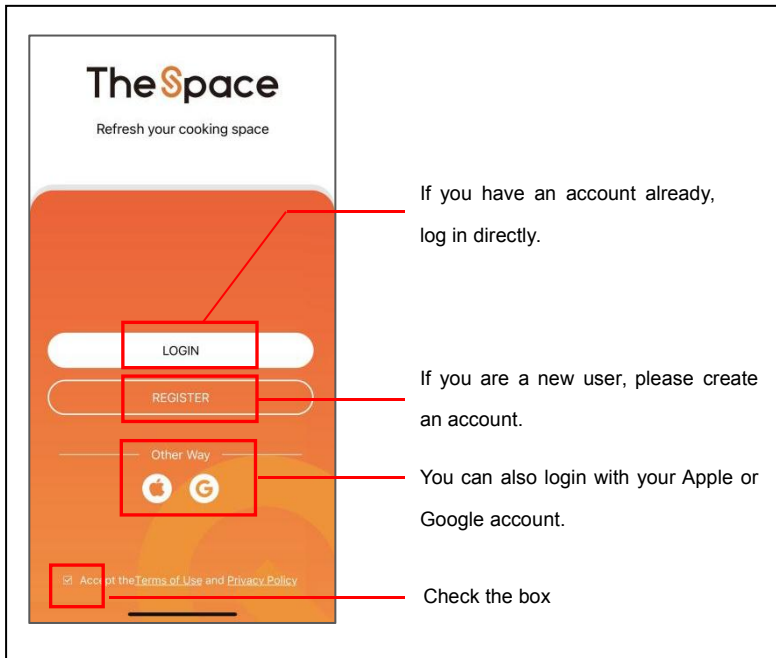 The Space
Refresh your cooking space
If you have an account already,
log in directly.
LOGIN
If you are a new user, please create
an account.
REGISTER
Other Way
You can also login with your Apple or
Google account.
G
Accept theTerms of Use and Privacy Policy
Check the box